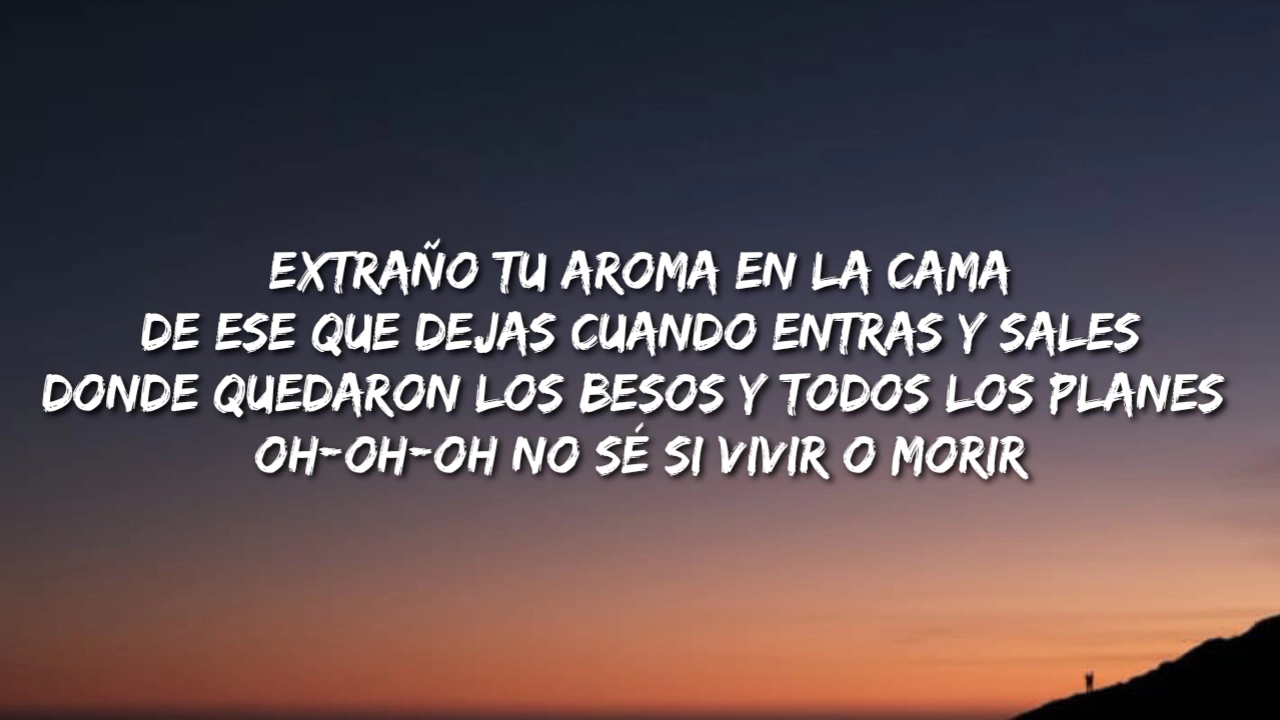 EXTRAÑO TU AROMA EN LA CAMA
DE ESE QUE DEJAS CUANDO ENTRAS Y SALES
DONDE QUEDARON LOS BESOS Y TODOS LOS PLANES
OH-OH-OH NO SÉ SI VIVIR O MORIR